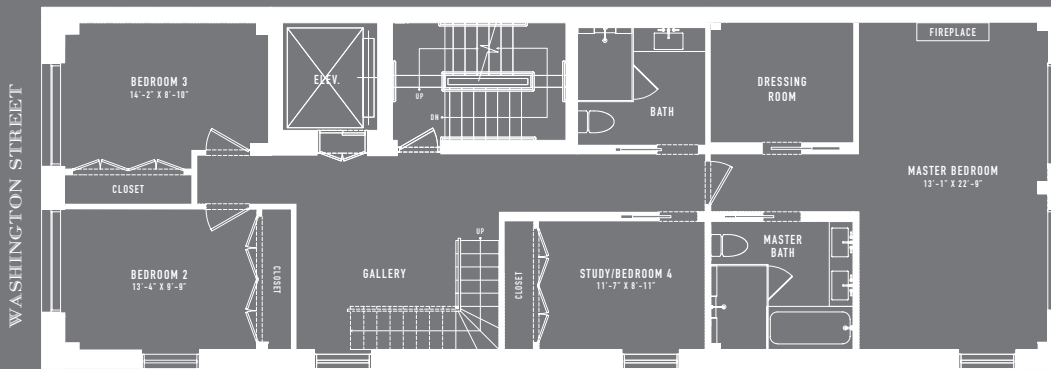 WASHINGTON STREET
BEDROOM 3
14'-2" X 8'-10"
CLOSET
BEDROOM 2
13'-4" X 9'-9"
CLOSET
ELEV.
UP
DN
GALLERY
UP
CLOSET
BATH
STUDY/BEDROOM 4
11'-7" X 8'-11"
DRESSING
ROOM
MASTER
BATH
FIREPLACE
MASTER BEDROOM
13'-1" X 22'-9"